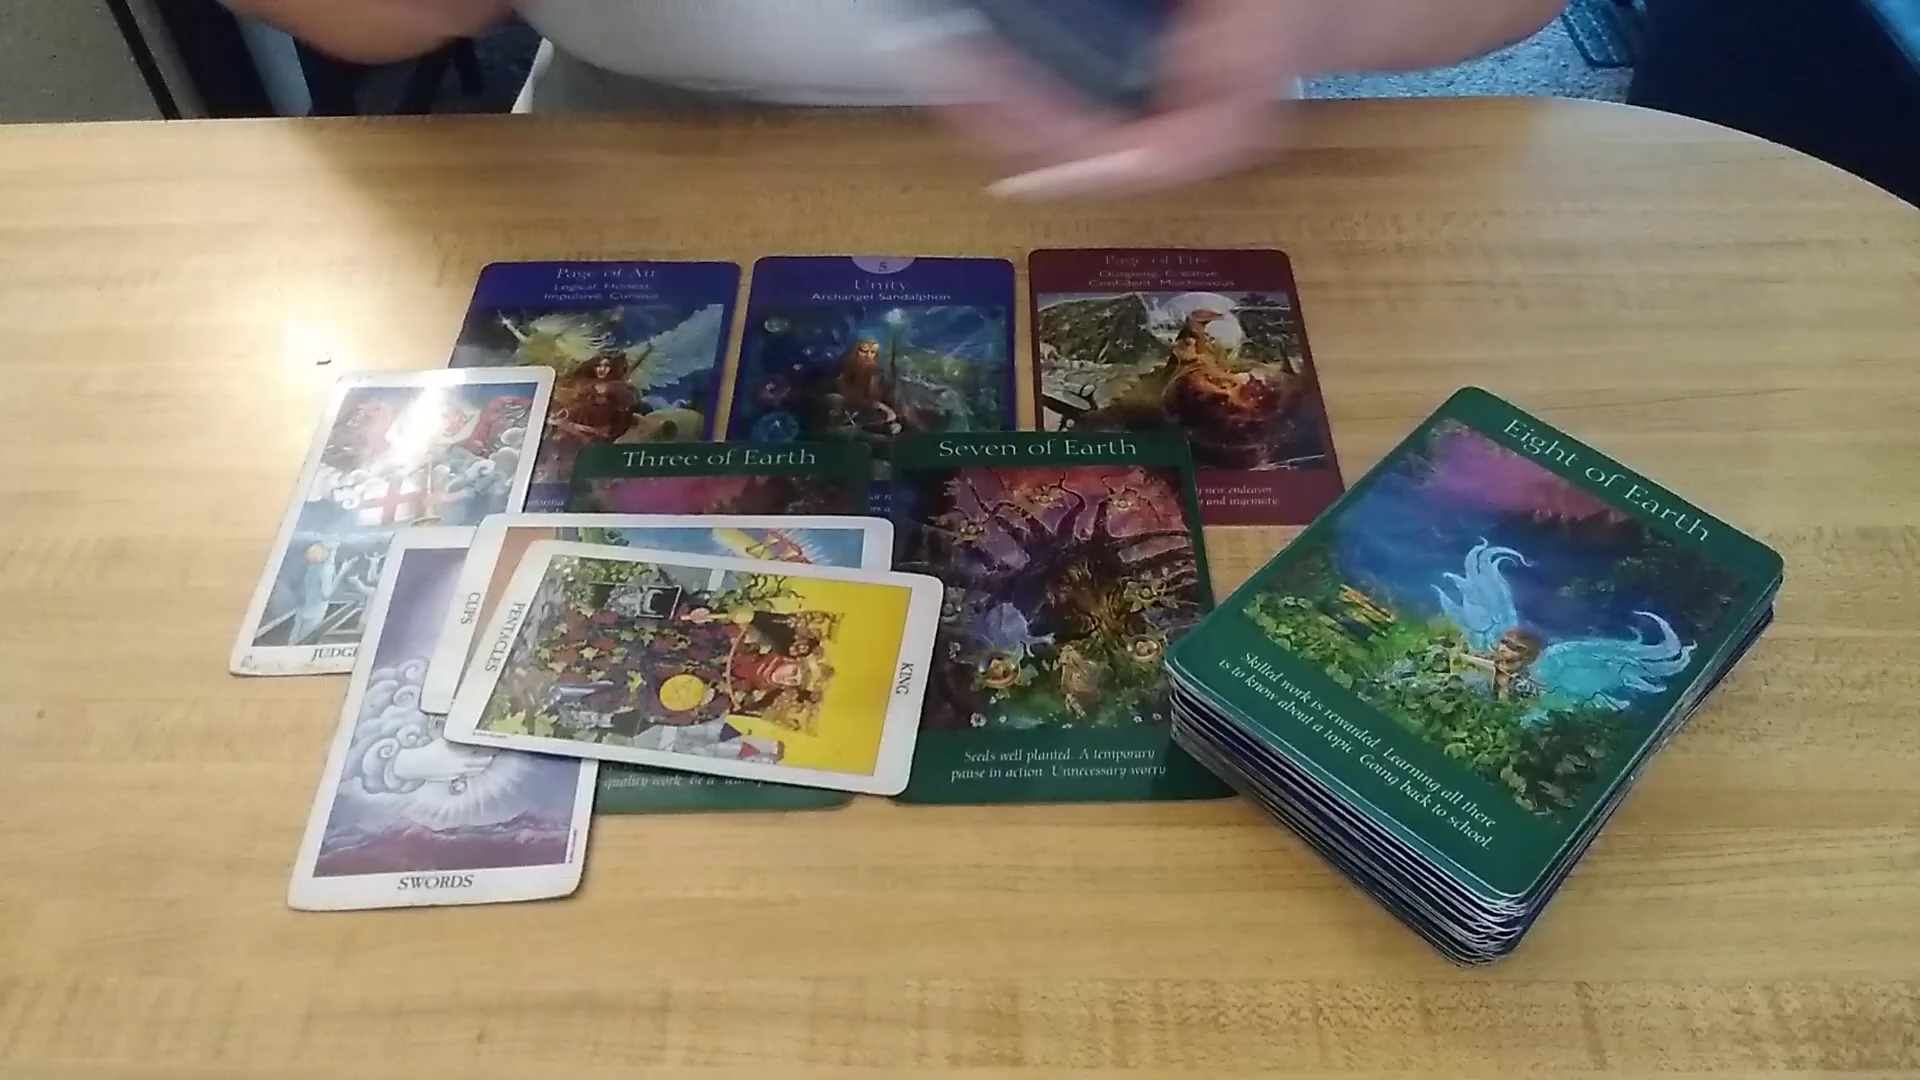 Page of Air
Logical, Honest,
Impulsive, Curious
5
Unity
Archangel Sandalphon
Page of Fire
Outgoing, Creative,
Confident, Mischievous
new endeavor
and ingenuity
Three of Earth
quality work. Be a
Seven of Earth
Seeds well planted. A temporary
pause in action. Unnecessary worry
Eight of Earth
Skilled work is rewarded. Learning all there
is to know about a topic. Going back to school.
JUDGE
CUPS
PENTACLES
KING
SWORDS